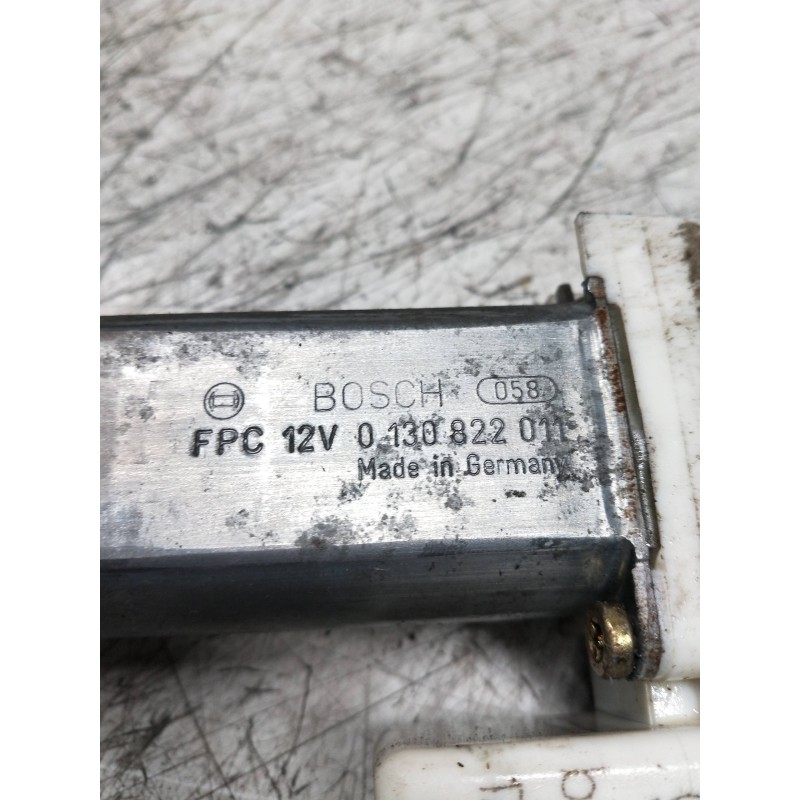 BOSCH 058
FPC 12V 0 130 822 011
Made in Germany